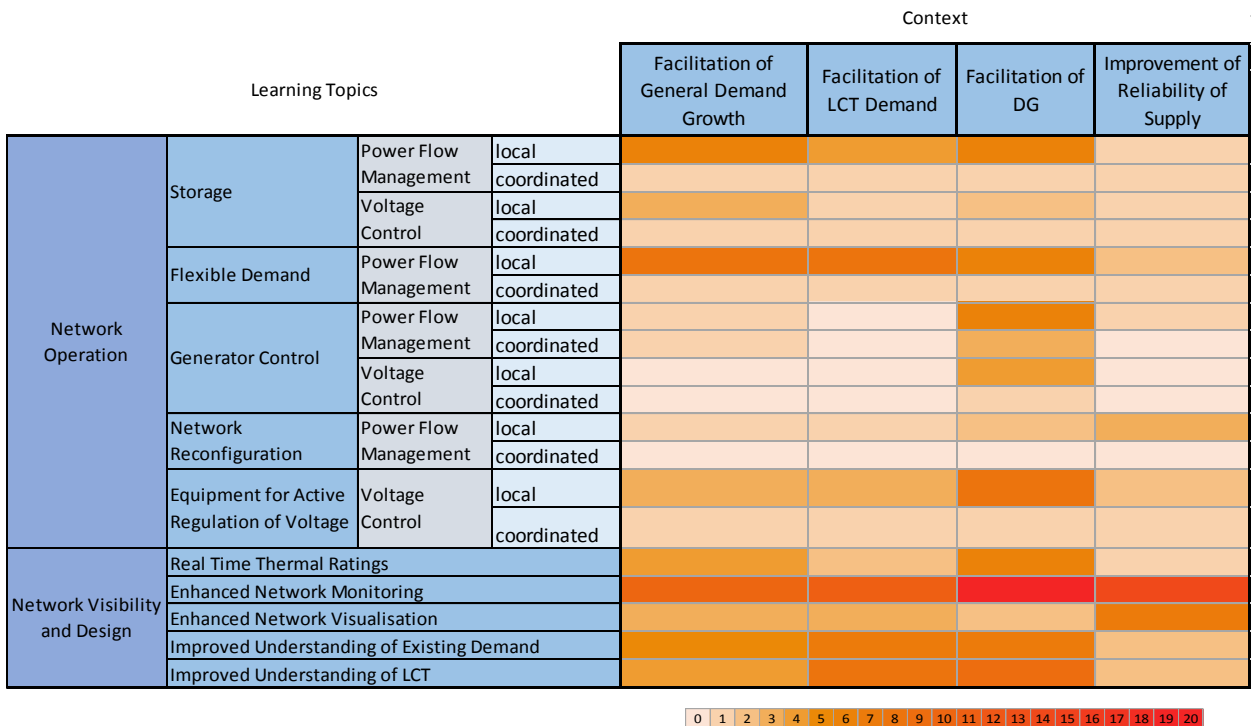 Context
Learning Topics
Facilitation of
General Demand
Growth
Facilitation of
LCT Demand
Facilitation of
DG
Improvement of
Reliability of
Supply
Network
Operation
Storage
Power Flow
Management
local
coordinated
Voltage
Control
local
coordinated
Flexible Demand
Power Flow
Management
local
coordinated
Generator Control
Power Flow
Management
local
coordinated
Voltage
Control
local
coordinated
Network
Reconfiguration
Power Flow
Management
local
coordinated
Equipment for Active
Regulation of Voltage
Voltage
Control
local
coordinated
Network Visibility
and Design
Real Time Thermal Ratings
Enhanced Network Monitoring
Enhanced Network Visualisation
Improved Understanding of Existing Demand
Improved Understanding of LCT
0 1 2 3 4 5 6 7 8 9 10 11 12 13 14 15 16 17 18 19 20